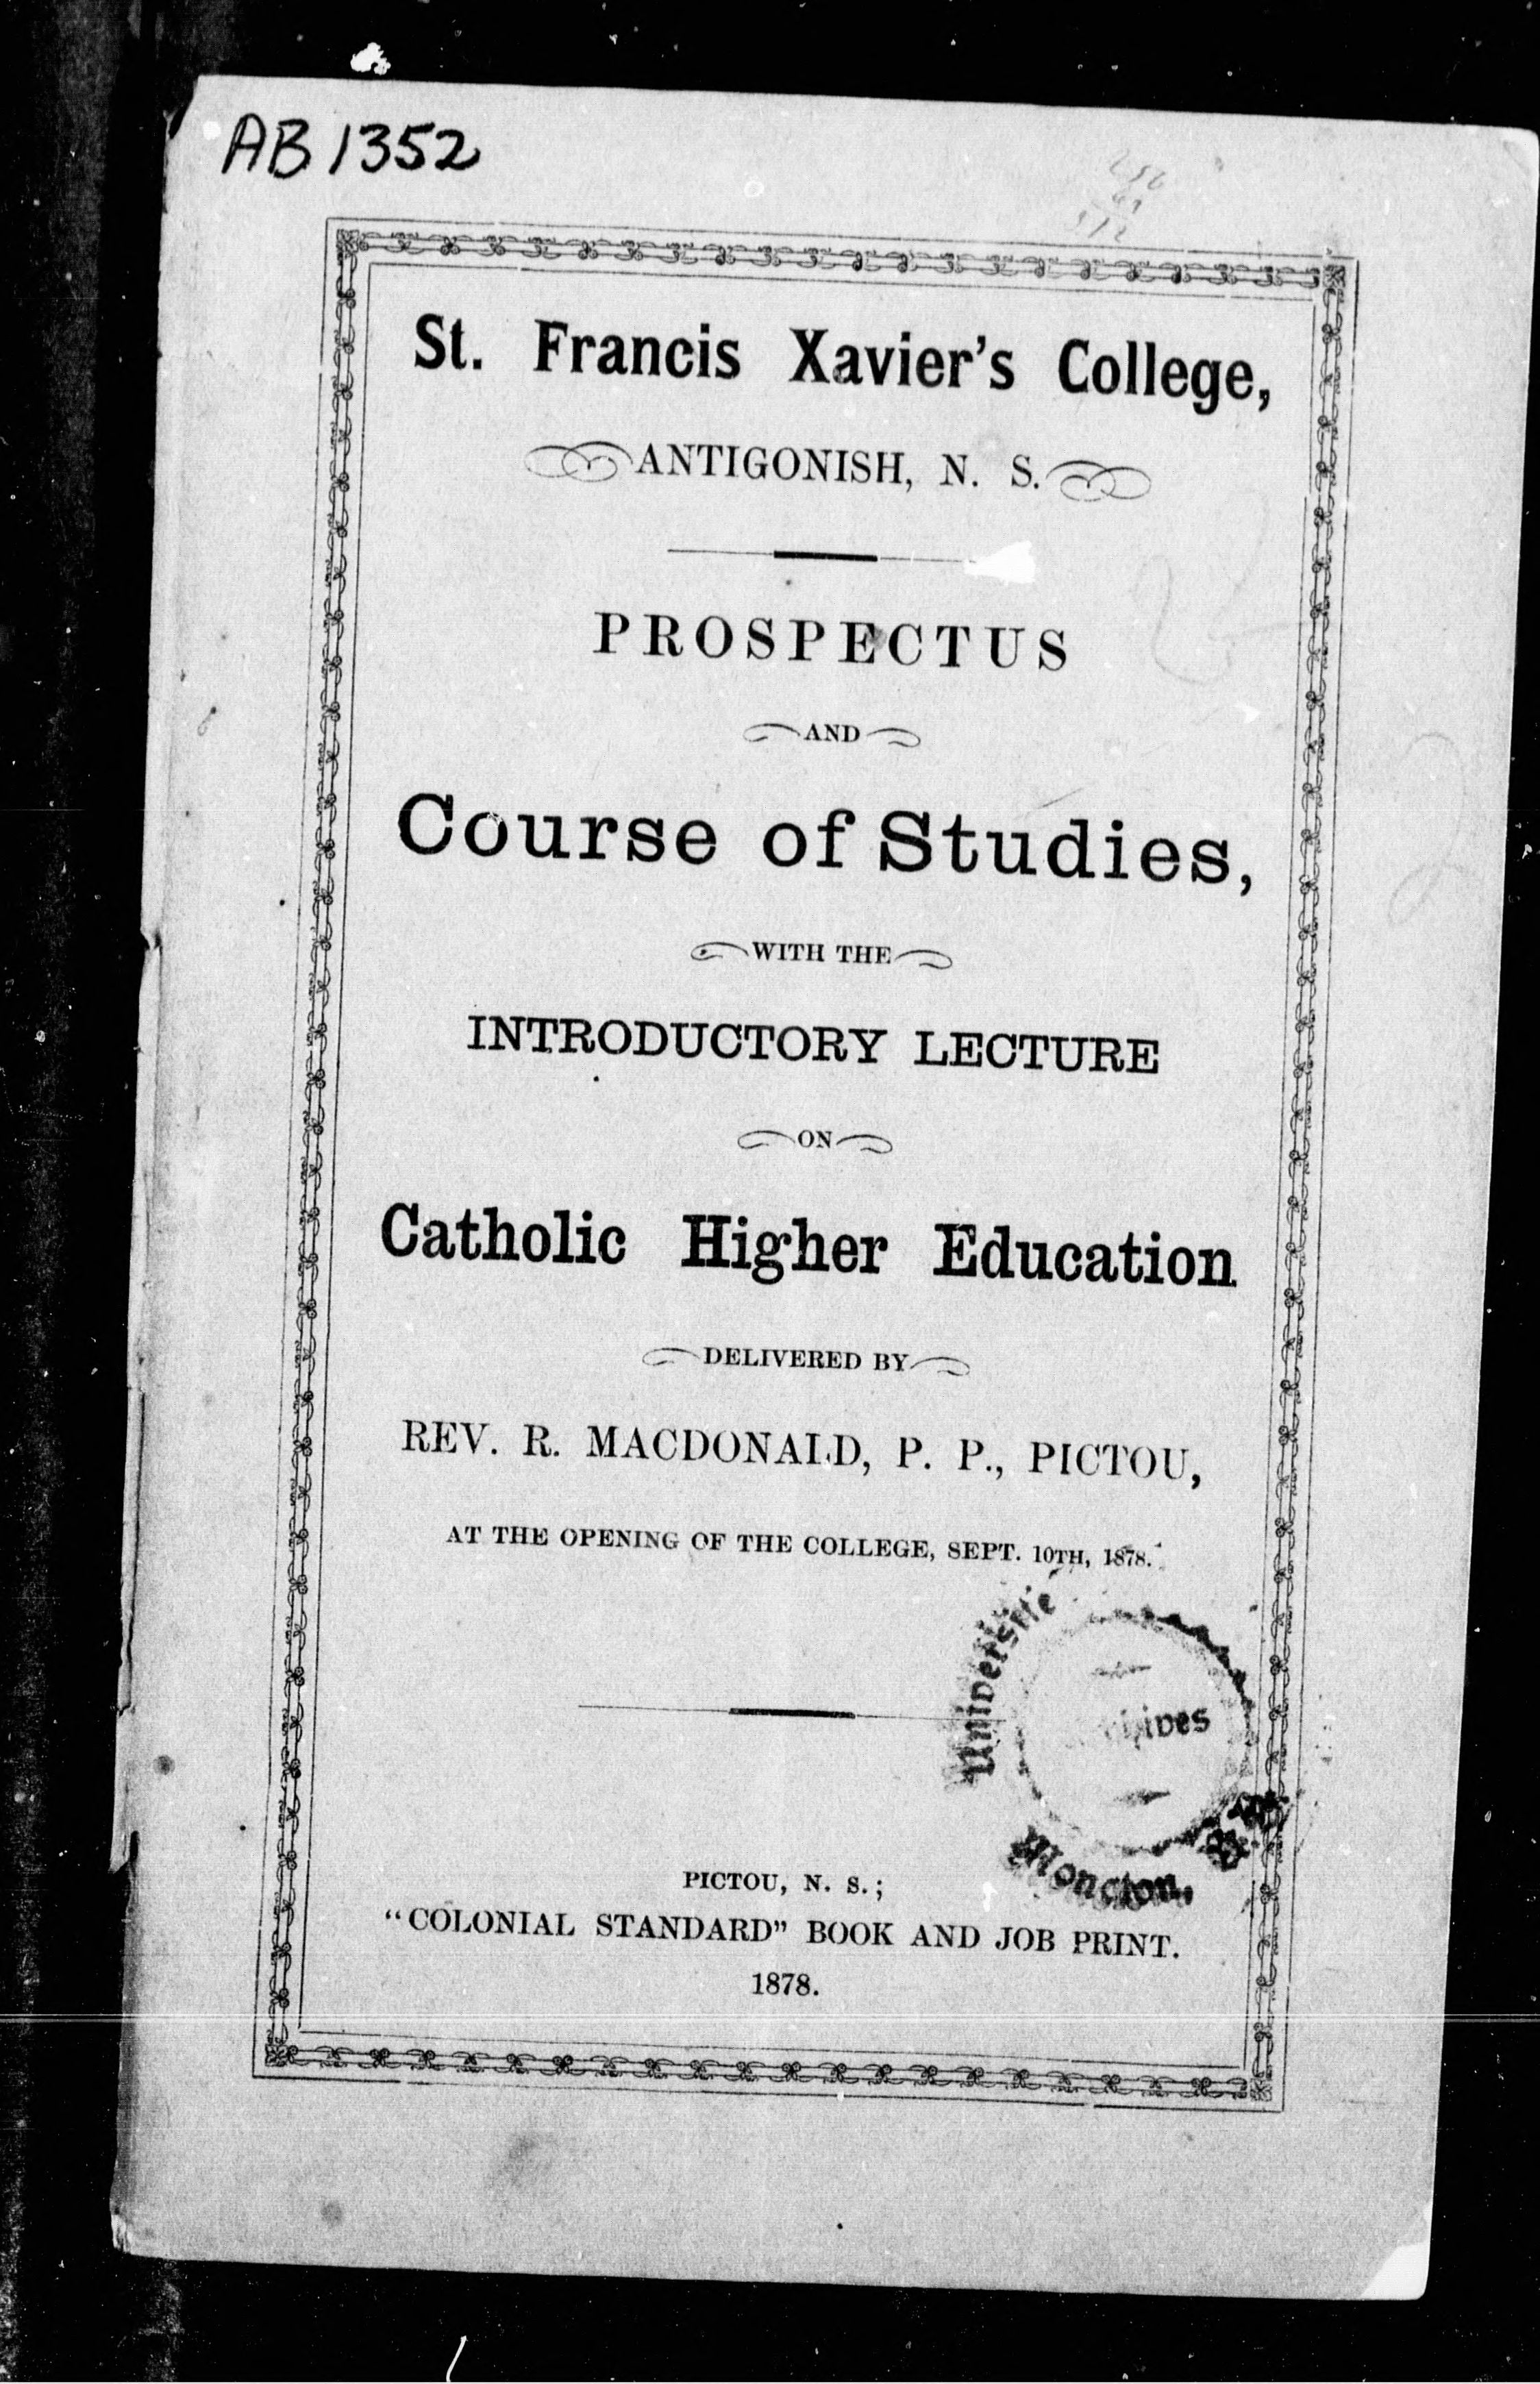 AB 1352
St. Francis Xavier's College,
ANTIGONISH, N. S.
PROSPECTUS
AND
Course of Studies,
WITH THE
INTRODUCTORY LECTURE
ON
Catholic Higher Education
DELIVERED BY
REV. R. MACDONALD, P. P., PICTOU,
AT THE OPENING OF THE COLLEGE, SEPT. 10TH, 1878.
Université
Moncton,
PICTOU, N. S.;
"COLONIAL STANDARD" BOOK AND JOB PRINT.
1878.